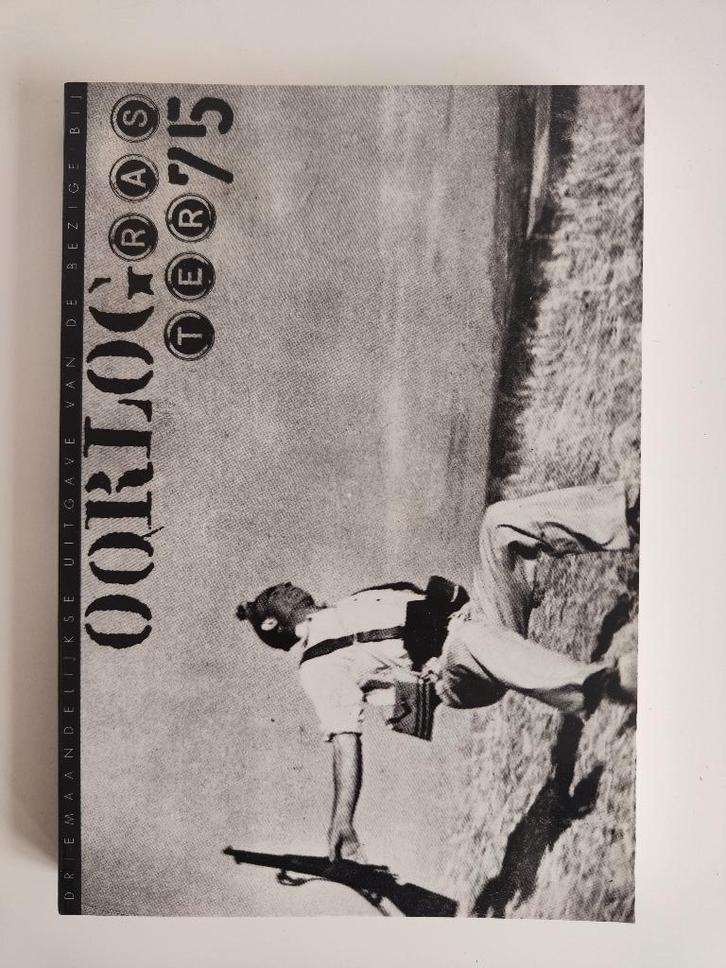 DRIEMAANDELIJKSE UITGAVE VAN DE BEZIGE BIJ
OORLOG RAS
TER 75